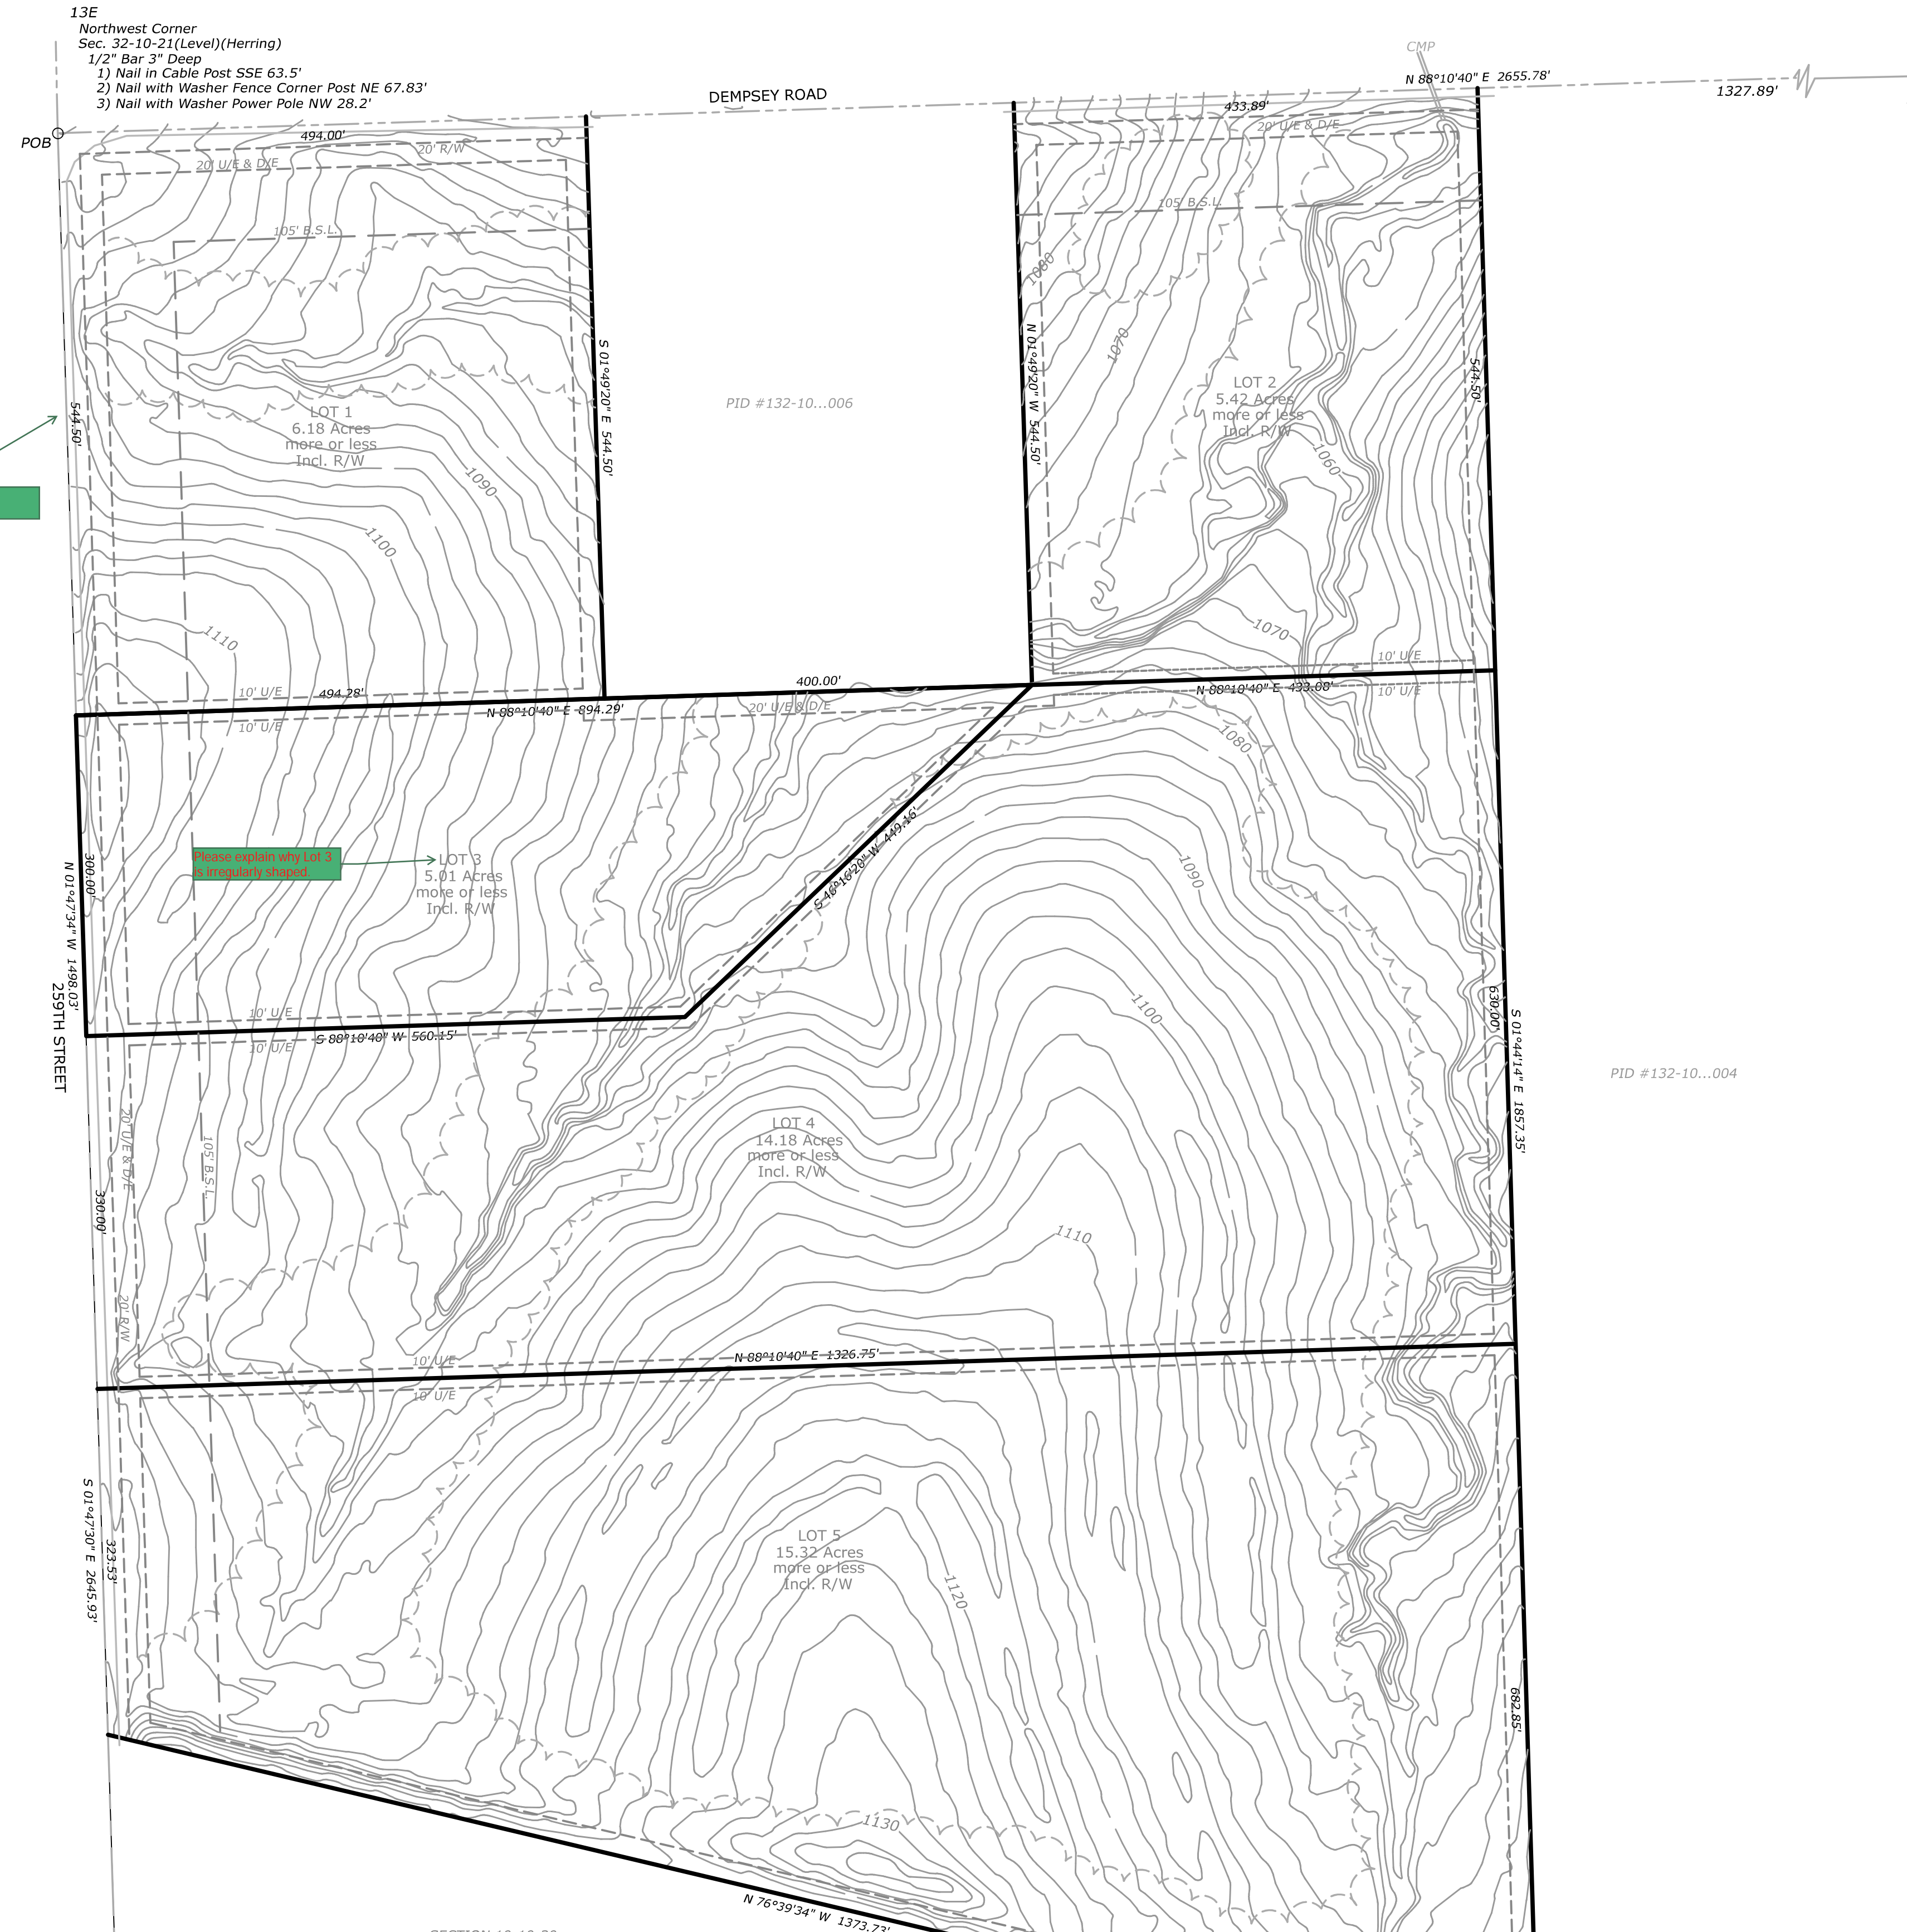 13E
Northwest Corner
Sec. 32-10-21(Level)(Herring)
1/2" Bar 3" Deep
1) Nail in Cable Post SSE 63.5'
2) Nail with Washer Fence Corner Post NE 67.83'
3) Nail with Washer Power Pole NW 28.2'
CMP
N 88°10'40" E 2655.78'
1327.89'
DEMPSEY ROAD
POB
494.00'
433.89'
20' R/W
20' U/E & D/E
20' U/E & D/E
105' B.S.L.
105' B.S.L.
1080
1070
S 01°49'20" E 544.50'
N 01°49'20" W 544.50'
544.50'
544.50'
PID #132-10...006
LOT 1
6.18 Acres
more or less
Incl. R/W
LOT 2
5.42 Acres
more or less
Incl. R/W
1060
1090
1100
1110
1070
10' U/E
10' U/E
494.28'
400.00'
N 88°10'40" E 894.29'
20' U/E & D/E
N 88°10'40" E 433.08'
10' U/E
10' U/E
1080
Please explain why Lot 3
is irregularly shaped.
LOT 3
5.01 Acres
more or less
Incl. R/W
S 46°16'20" W 449.16'
1090
300.00'
N 01°47'34" W 1498.03'
259TH STREET
10' U/E
S 88°10'40" W 560.15'
10' U/E
1100
630.00'
S 01°44'14" E 1857.35'
PID #132-10...004
LOT 4
14.18 Acres
more or less
Incl. R/W
20' U/E & D/E
105' B.S.L.
330.00'
1110
20' R/W
10' U/E
N 88°10'40" E 1326.75'
10' U/E
S 01°47'30" E 2645.93'
323.53'
LOT 5
15.32 Acres
more or less
Incl. R/W
1120
682.85'
1130
N 76°39'34" W 1373.73'